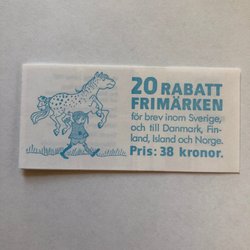 20 RABATT
FRIMÄRKEN
för brev inom Sverige,
och till Danmark, Fin-
land, Island och Norge.
Pris: 38 kronor.